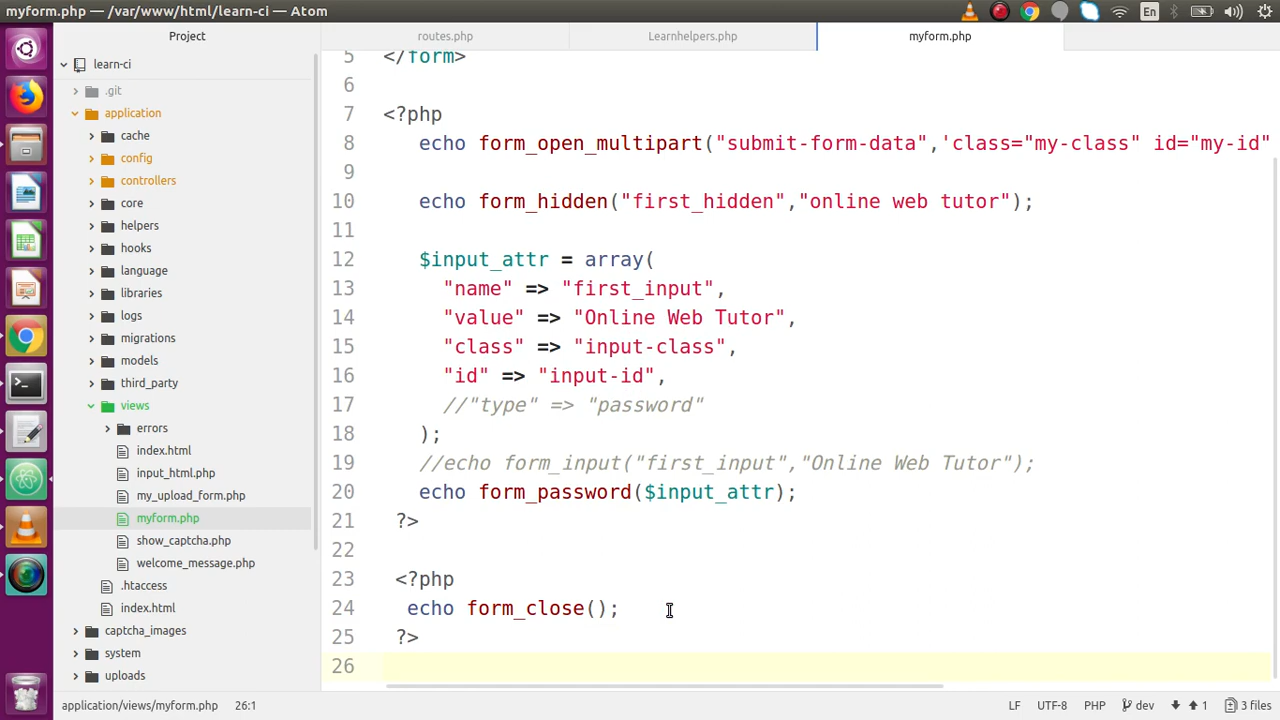 myform.php — /var/www/html/learn-ci — Atom
En
Project
routes.php
Learnhelpers.php
myform.php
learn-ci
.git
application
cache
config
controllers
core
helpers
hooks
language
libraries
logs
migrations
models
third_party
views
errors
index.html
input_html.php
my_upload_form.php
myform.php
show_captcha.php
welcome_message.php
.htaccess
index.html
captcha_images
system
uploads
5 </form>
6
7 <?php
8 echo form_open_multipart("submit-form-data",'class="my-class" id="my-id"
9
10 echo form_hidden("first_hidden","online web tutor");
11
12 $input_attr = array(
13 "name" => "first_input",
14 "value" => "Online Web Tutor",
15 "class" => "input-class",
16 "id" => "input-id",
17 //"type" => "password"
18 );
19 //echo form_input("first_input","Online Web Tutor");
20 echo form_password($input_attr);
21 ?>
22
23 <?php
24 echo form_close();
25 ?>
26
application/views/myform.php 26:1
LF UTF-8 PHP dev 1 3 files